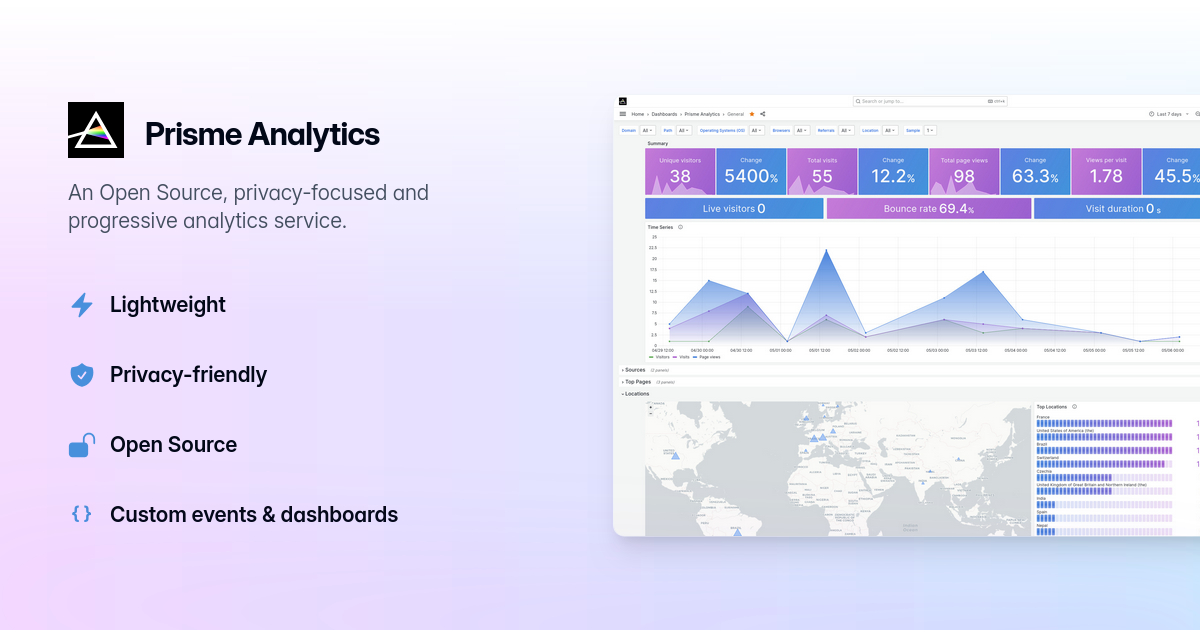 Prisme Analytics
An Open Source, privacy-focused and
progressive analytics service.
Lightweight
Privacy-friendly
Open Source
Custom events & dashboards
Search or jump to...
ctrl+k
Home › Dashboards › Prisme Analytics › General
Last 7 days
Domain All Path All Operating Systems (OS) All Browsers All Referrals All Location All Sample 1
Summary
Unique visitors Change Total visits Change Total page views Change Views per visit Change
38 5400% 55 12.2% 98 63.3% 1.78 45.5%
Live visitors 0 Bounce rate 69.4% Visit duration 0 s
Time Series
25
22.5
20
17.5
15
12.5
10
7.5
5
2.5
0
04/29 12:00 04/30 00:00 04/30 12:00 05/01 00:00 05/01 12:00 05/02 00:00 05/02 12:00 05/03 00:00 05/03 12:00 05/04 00:00 05/04 12:00 05/05 00:00 05/05 12:00 05/06 00:00
Visitors Visits Page views
Sources (2 panels)
Top Pages (3 panels)
Locations
Top Locations
France
United States of America (the)
Brazil
Switzerland
Czechia
United Kingdom of Great Britain and Northern Ireland (the)
India
Spain
Nepal